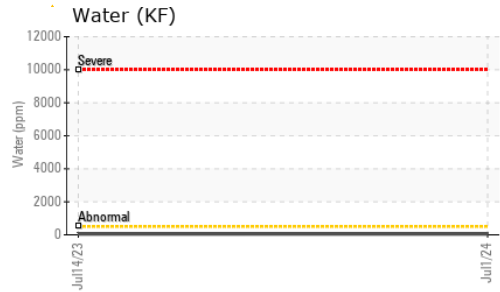 Water (KF)
Water (ppm)
12000
10000
8000
6000
4000
2000
0
Severe
Abnormal
Jul14/23
Jul1/24